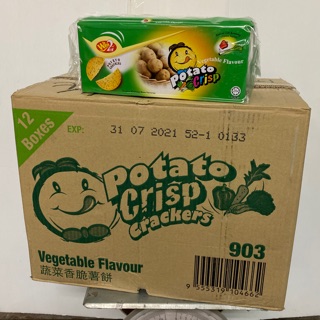 Vegetable Flavour
Potato
Crisp
12
Boxes
EXP: 31 07 2021 52-1 0133
Potato
Crisp
Crackers
Vegetable Flavour
蔬菜香脆薯餅
903
9 555319 104662